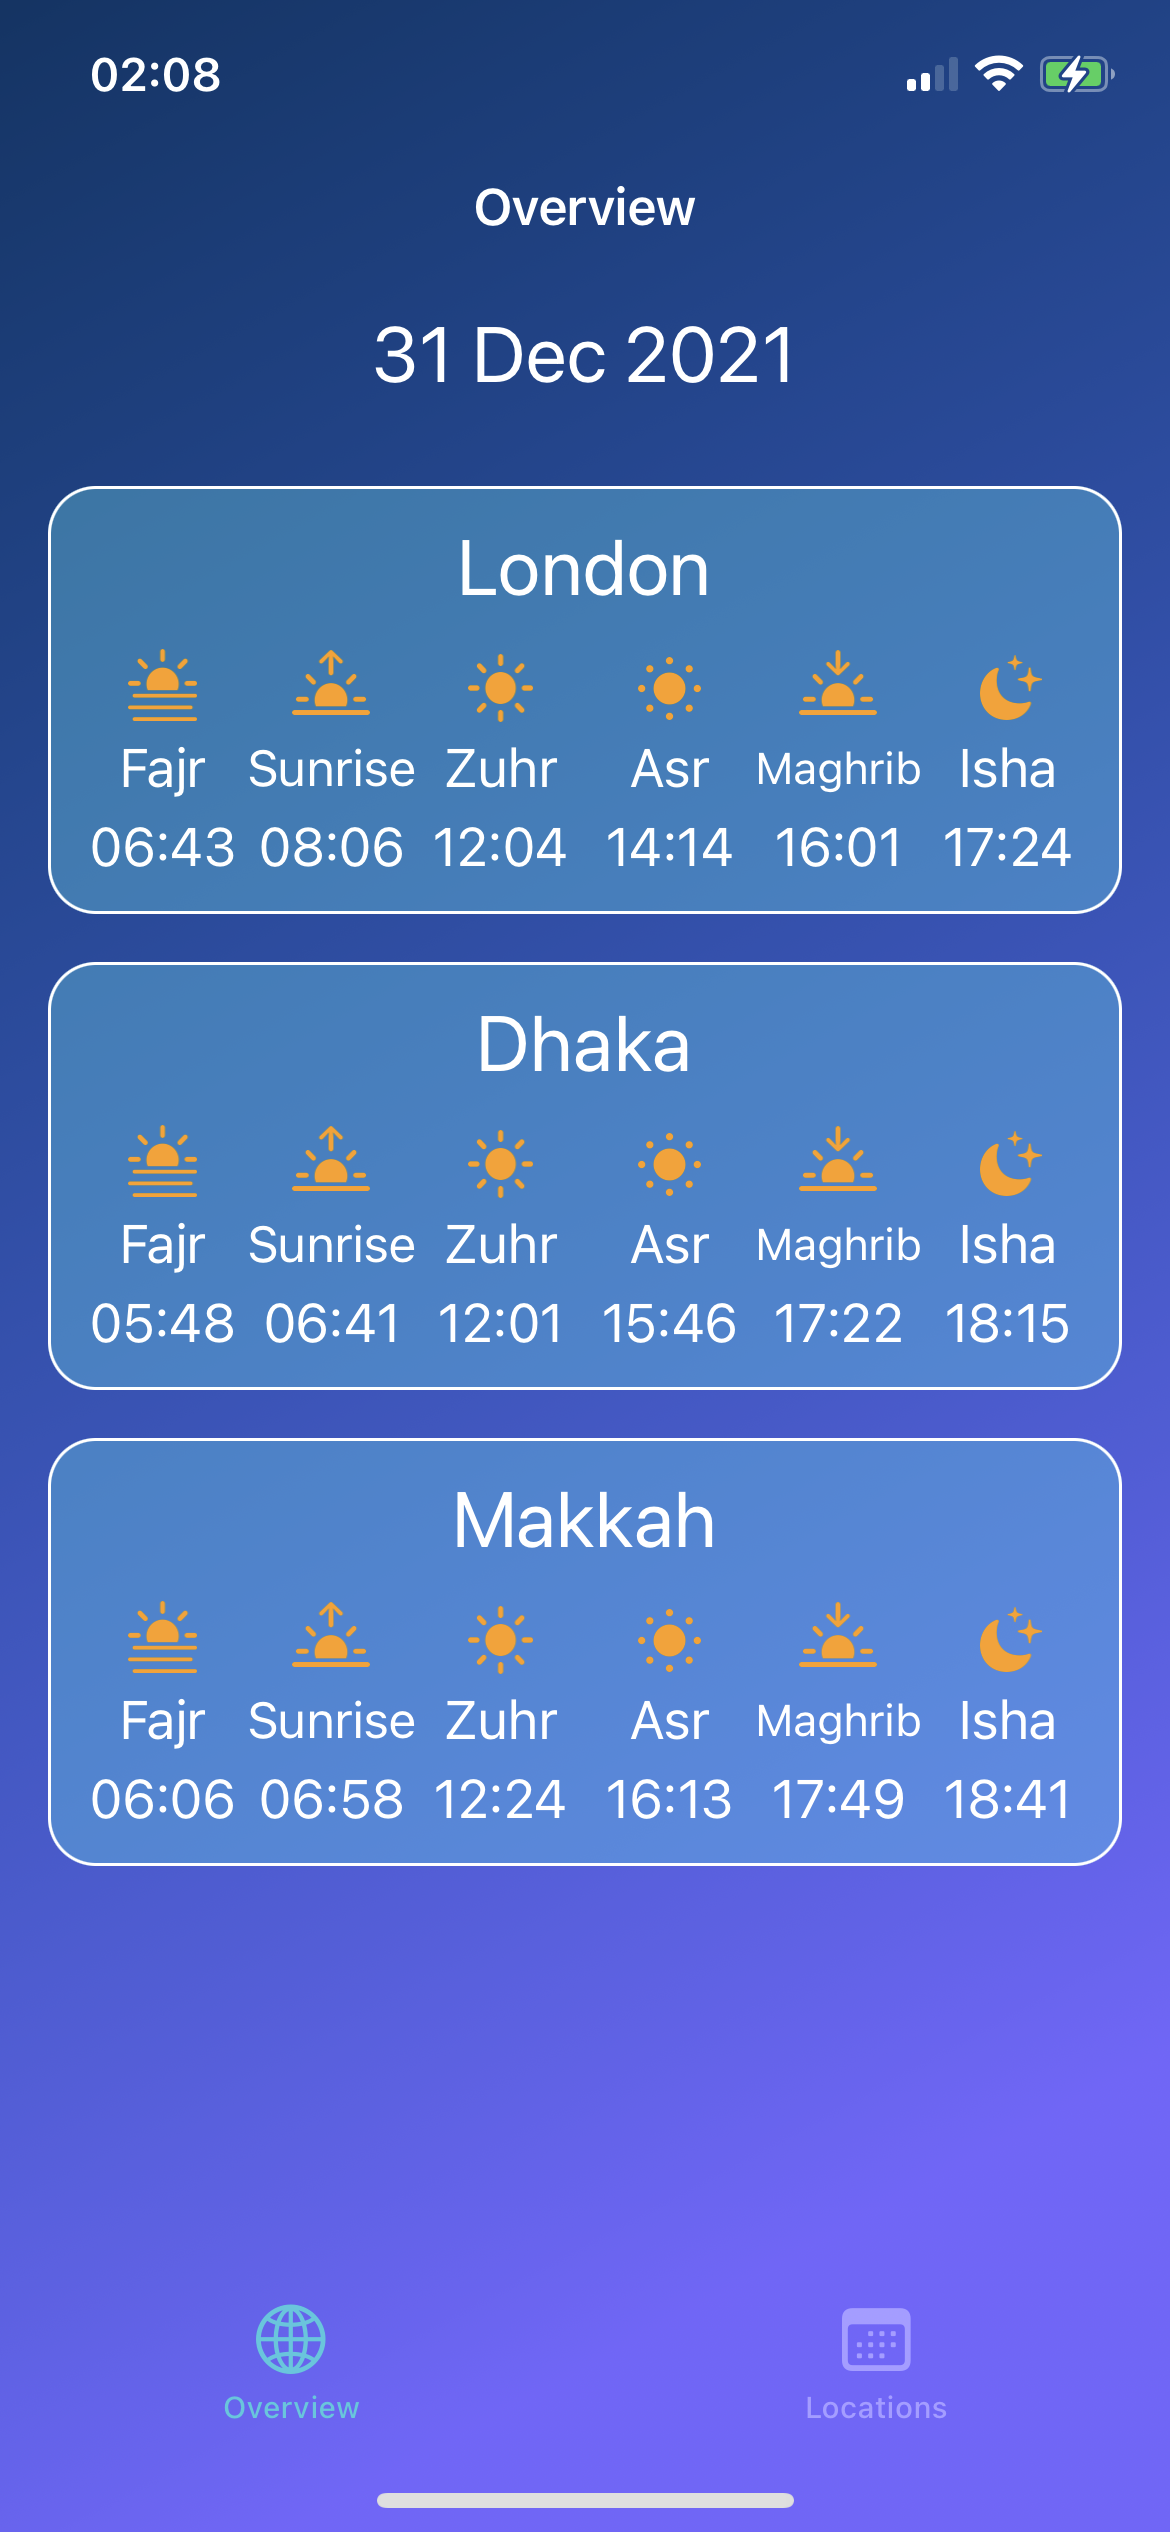 02:08
Overview
31 Dec 2021
London
Fajr Sunrise Zuhr Asr Maghrib Isha
06:43 08:06 12:04 14:14 16:01 17:24
Dhaka
Fajr Sunrise Zuhr Asr Maghrib Isha
05:48 06:41 12:01 15:46 17:22 18:15
Makkah
Fajr Sunrise Zuhr Asr Maghrib Isha
06:06 06:58 12:24 16:13 17:49 18:41
Overview Locations